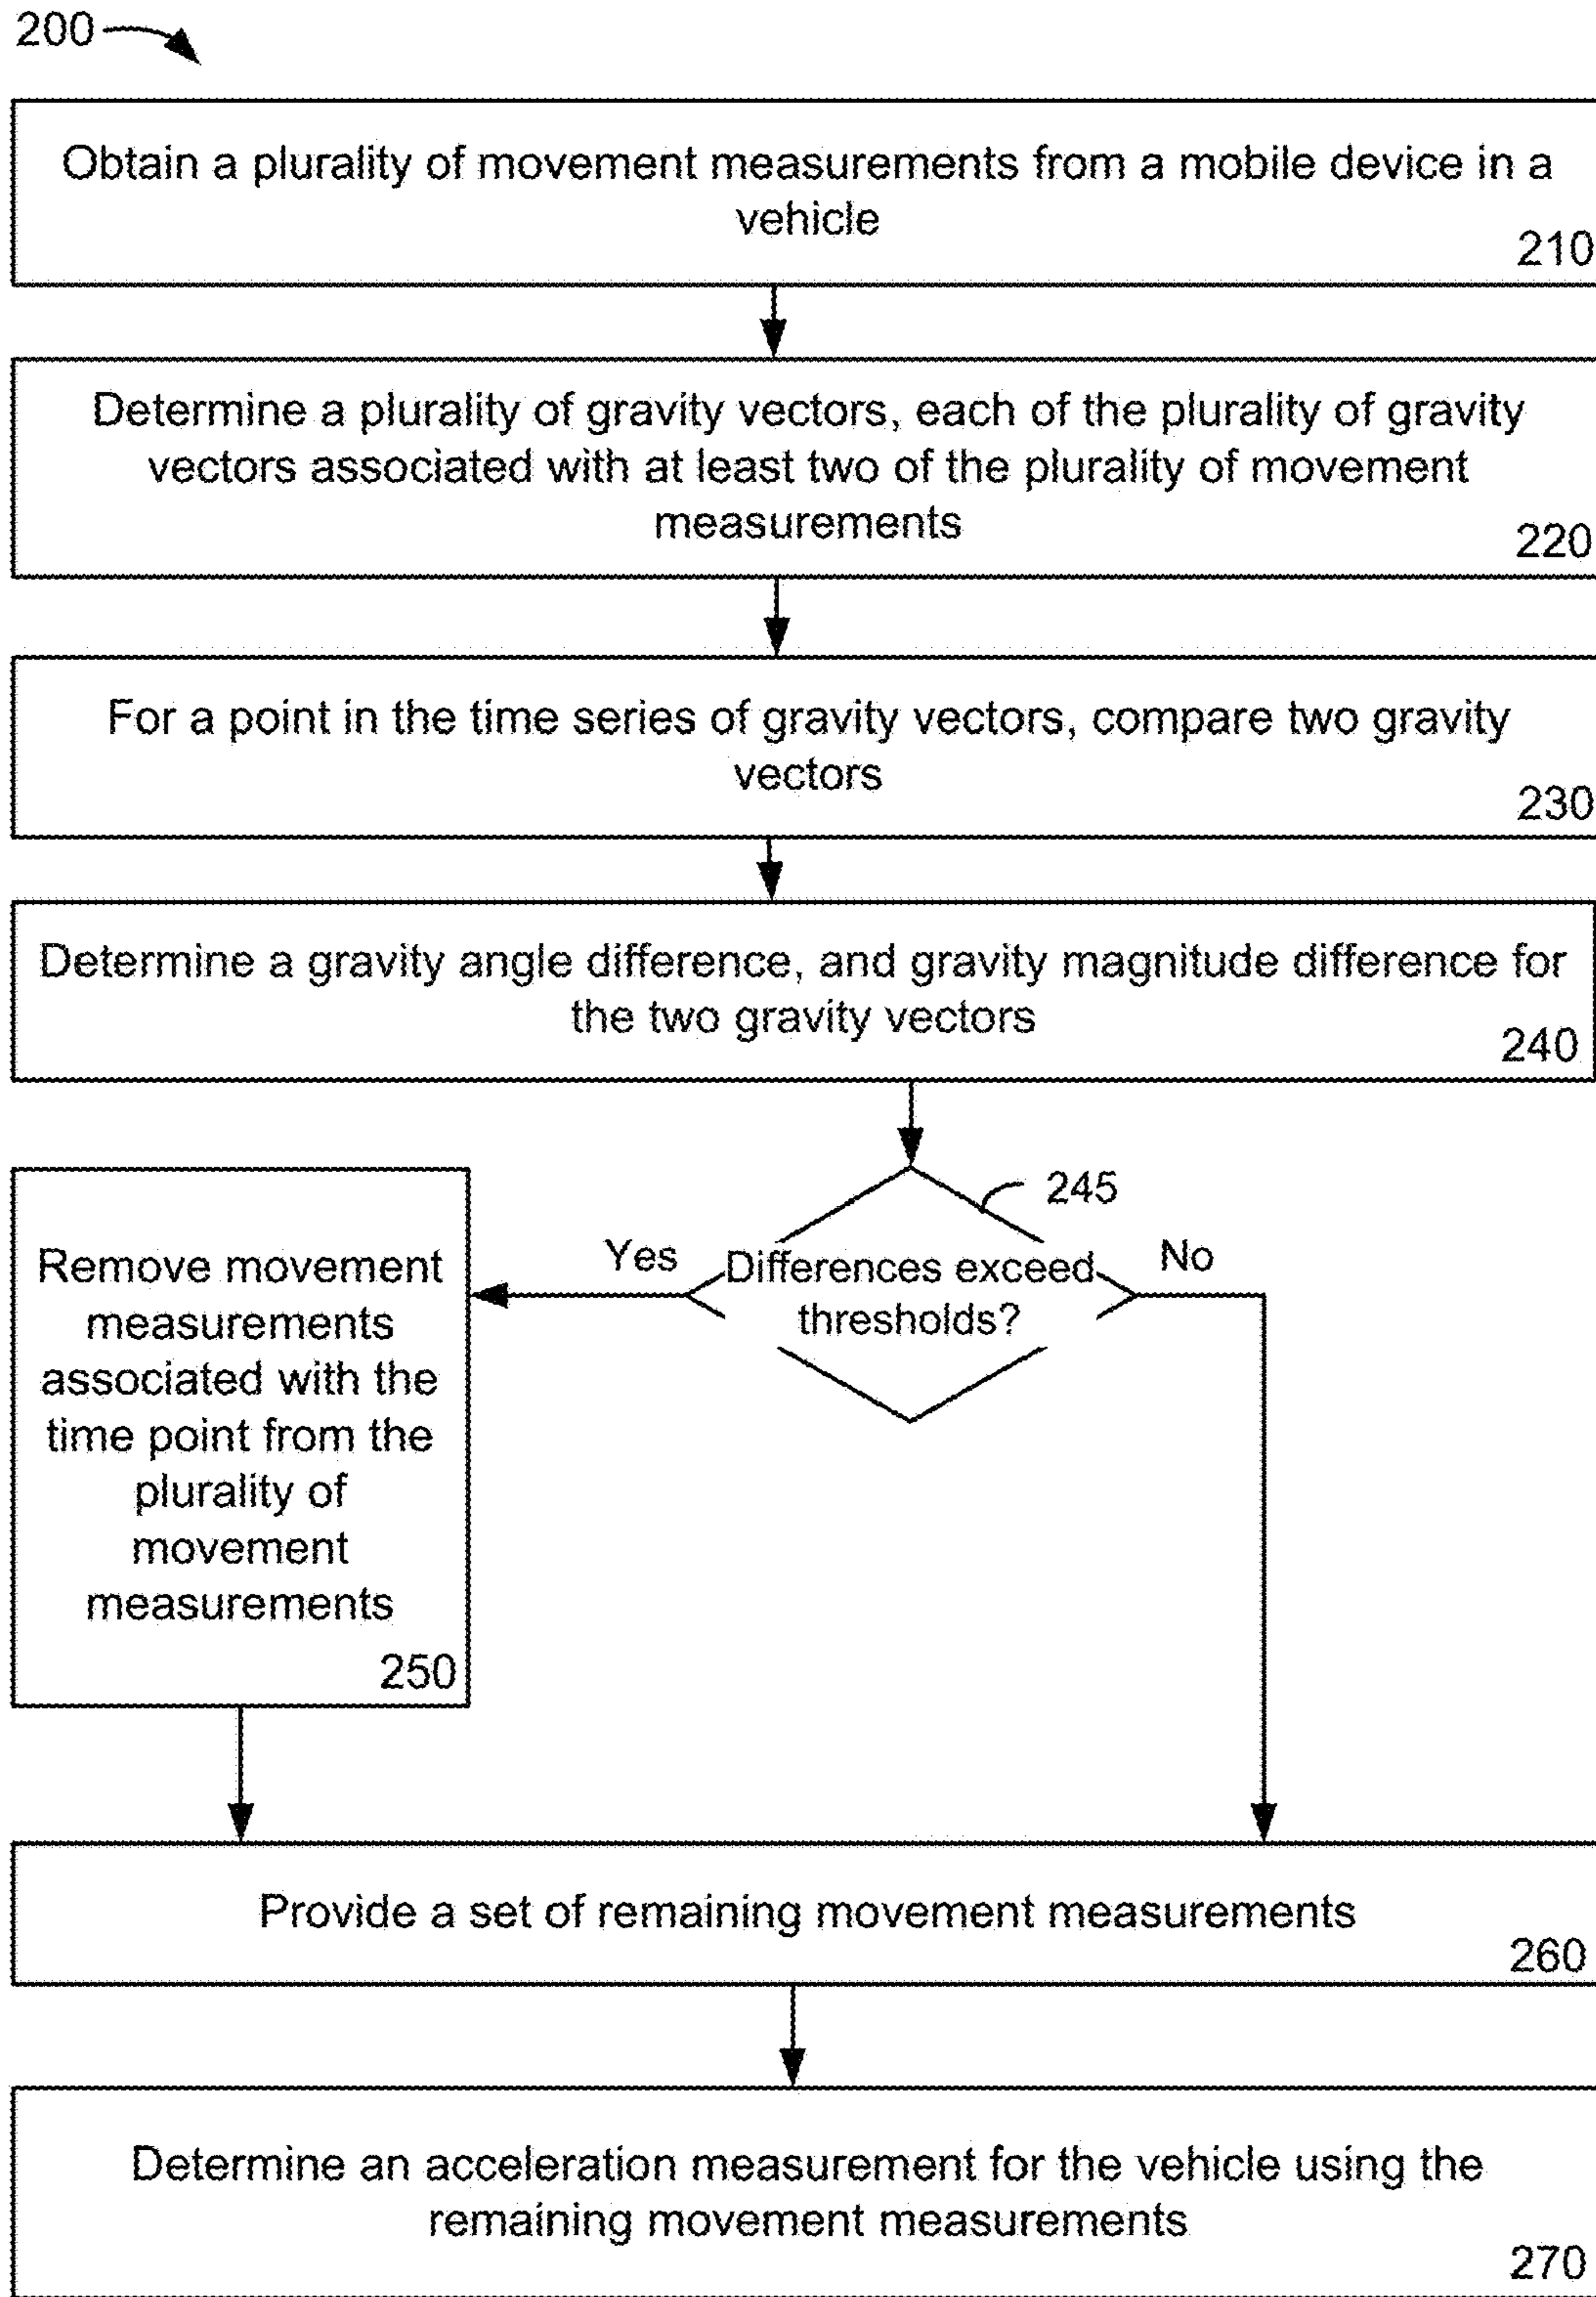 200
Obtain a plurality of movement measurements from a mobile device in a
vehicle
210
Determine a plurality of gravity vectors, each of the plurality of gravity
vectors associated with at least two of the plurality of movement
measurements
220
For a point in the time series of gravity vectors, compare two gravity
vectors
230
Determine a gravity angle difference, and gravity magnitude difference for
the two gravity vectors
240
245
Yes
Differences exceed
thresholds?
No
Remove movement
measurements
associated with the
time point from the
plurality of
movement
measurements
250
Provide a set of remaining movement measurements
260
Determine an acceleration measurement for the vehicle using the
remaining movement measurements
270